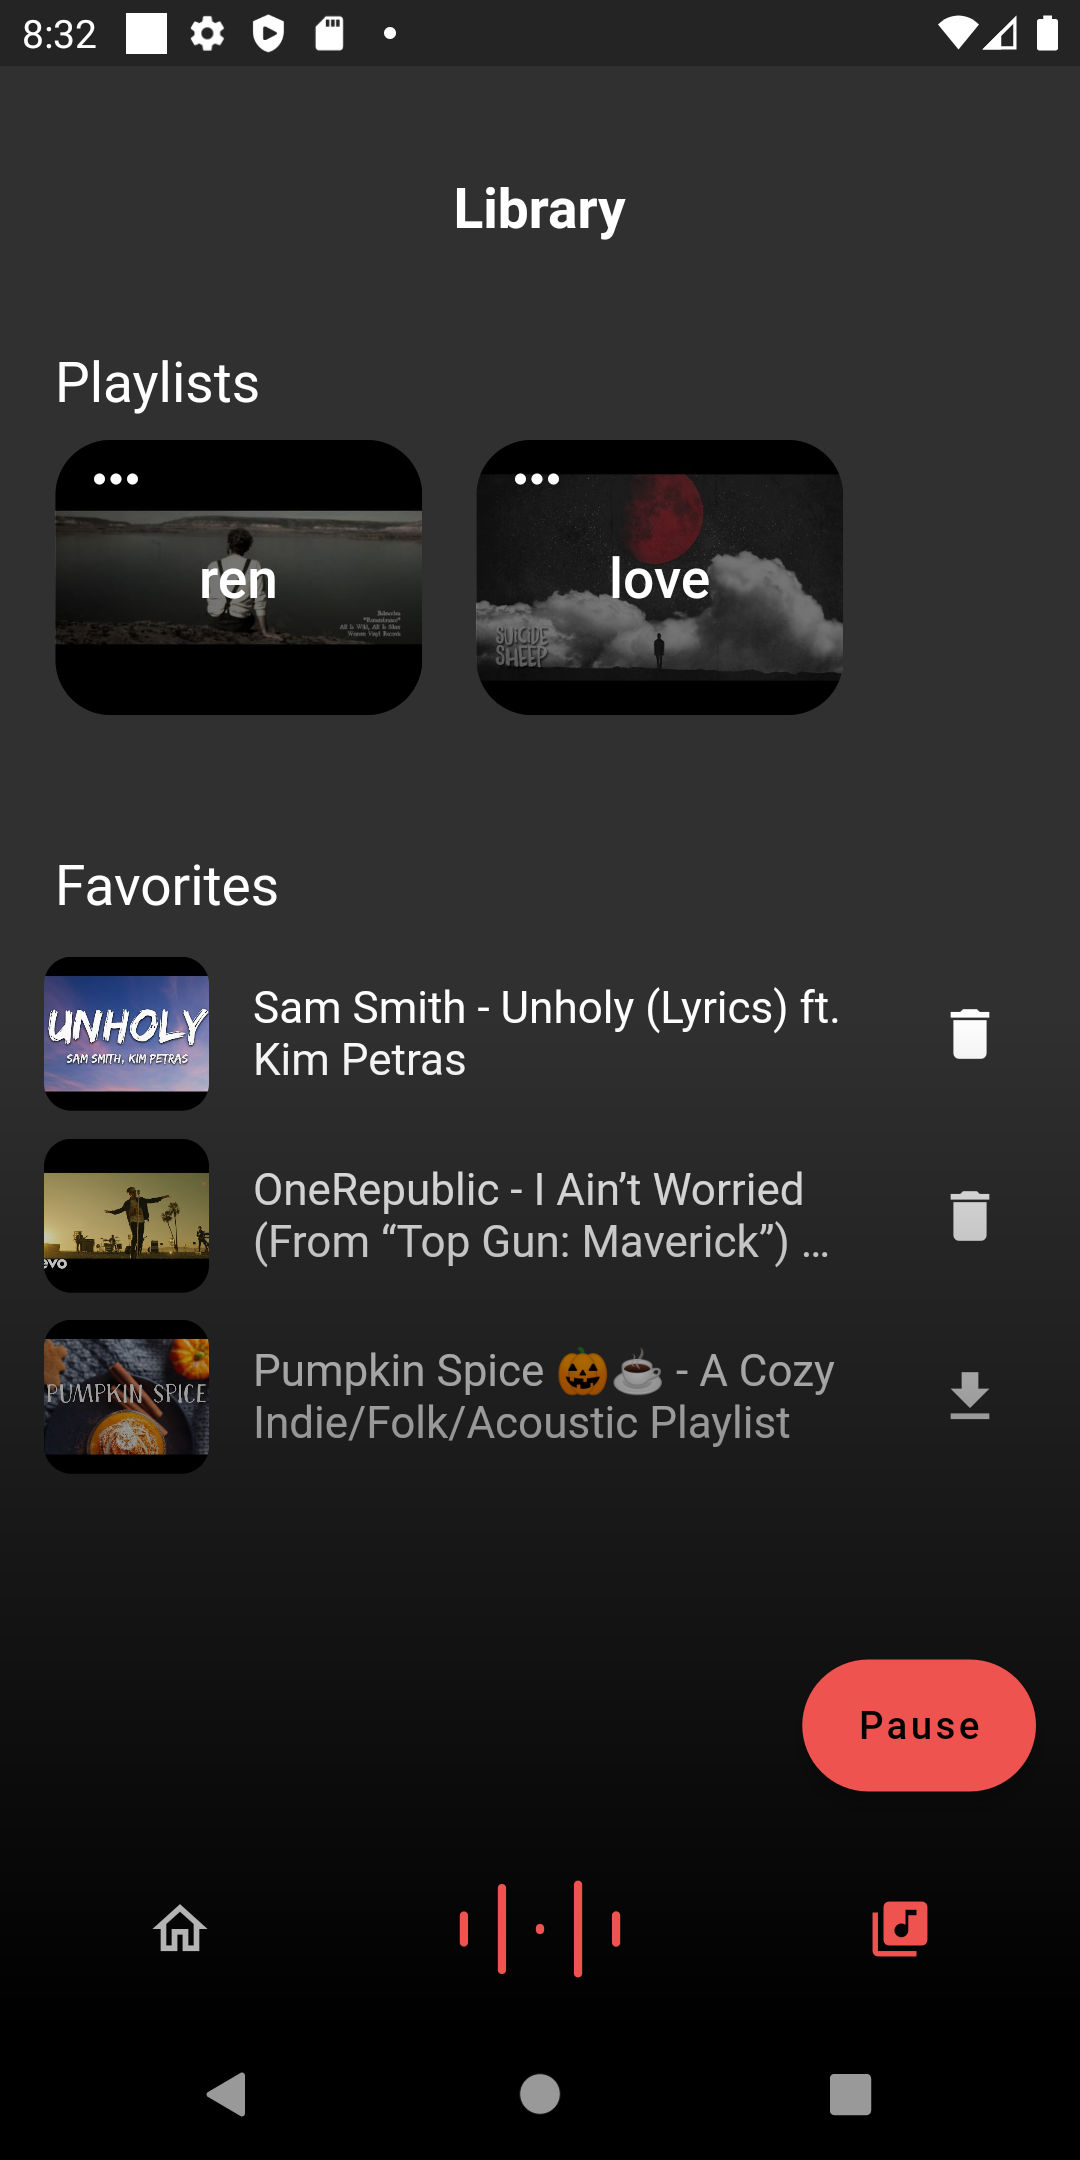 8:32
Library
Playlists
ren
love
SUICIDE
SHEEP
Favorites
UNHOLY
SAM SMITH, KIM PETRAS
Sam Smith - Unholy (Lyrics) ft.
Kim Petras
evo
OneRepublic - I Ain’t Worried
(From “Top Gun: Maverick”) ...
PUMPKIN SPICE
Pumpkin Spice 🎃☕ - A Cozy
Indie/Folk/Acoustic Playlist
Pause